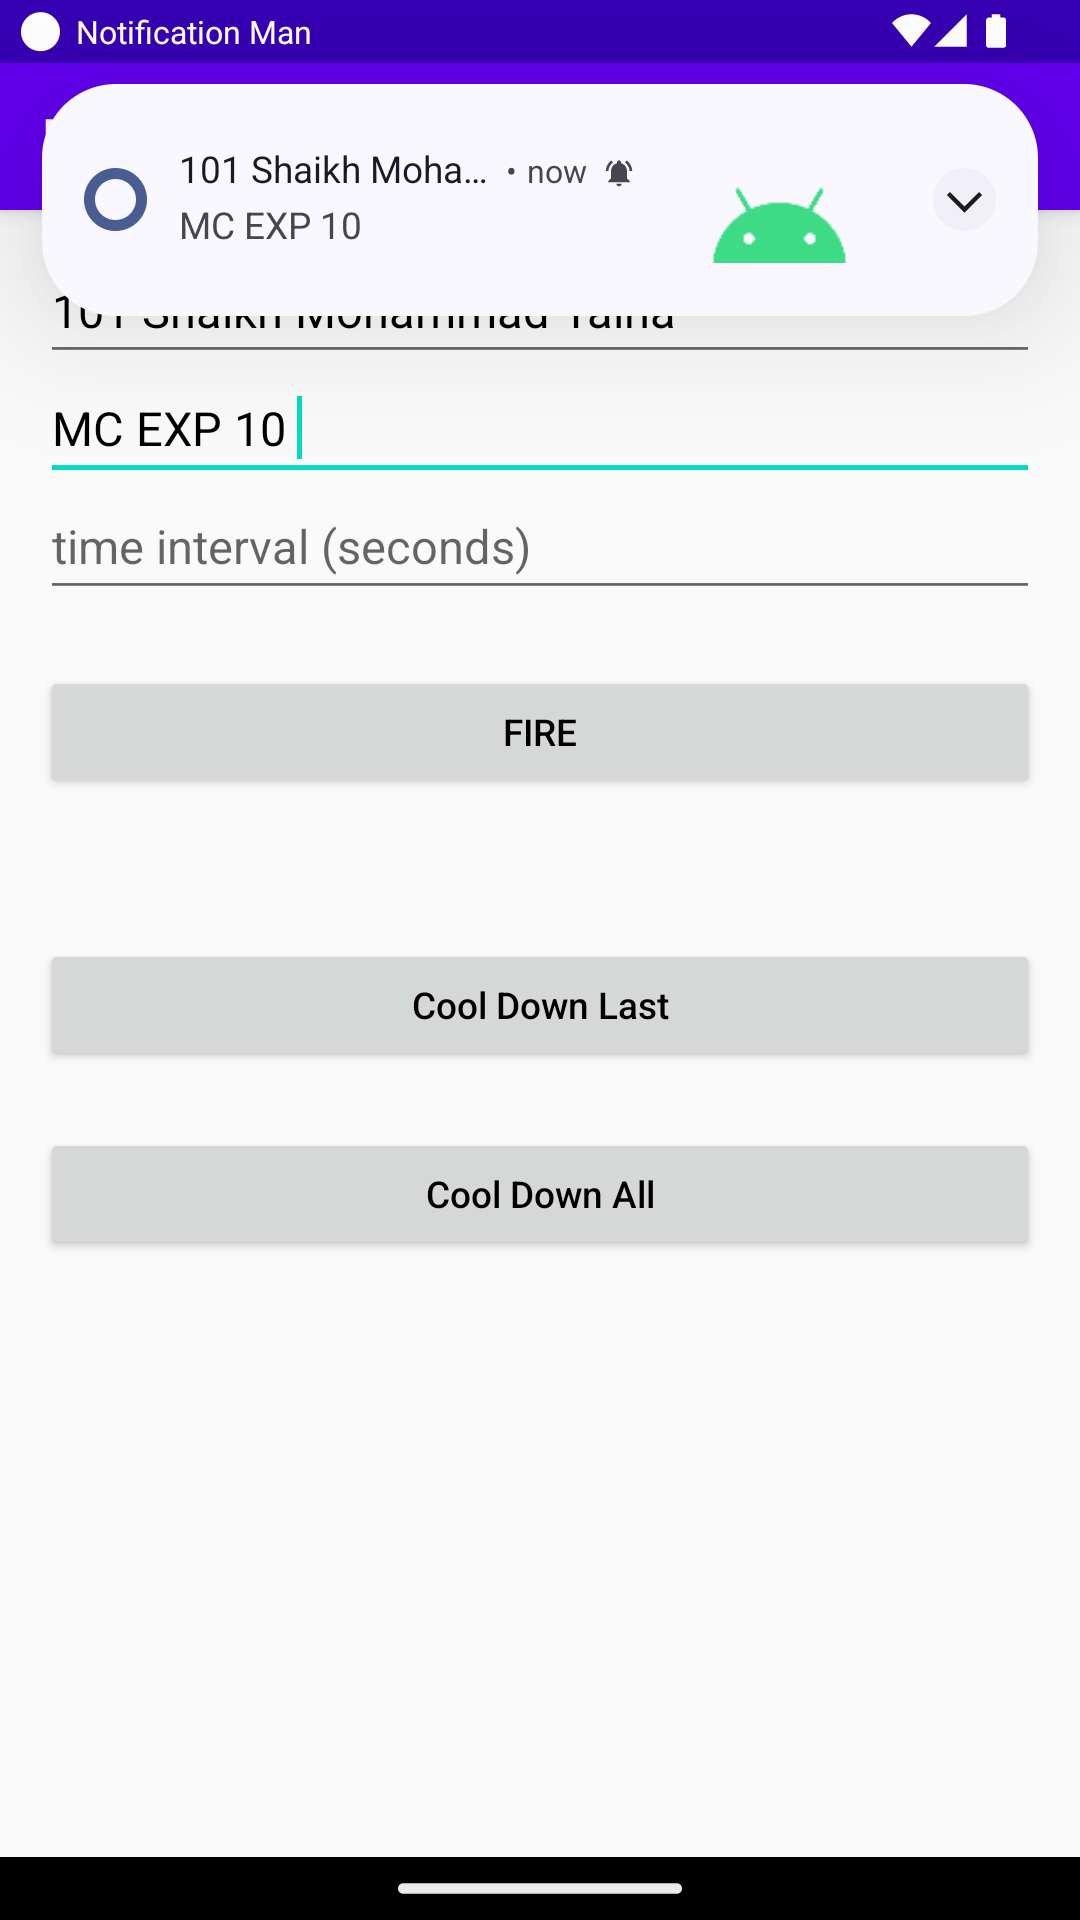 Notification Man
101 Shaikh Moha... • now
MC EXP 10
101 Shaikh Mohammad Talha
MC EXP 10
time interval (seconds)
FIRE
Cool Down Last
Cool Down All